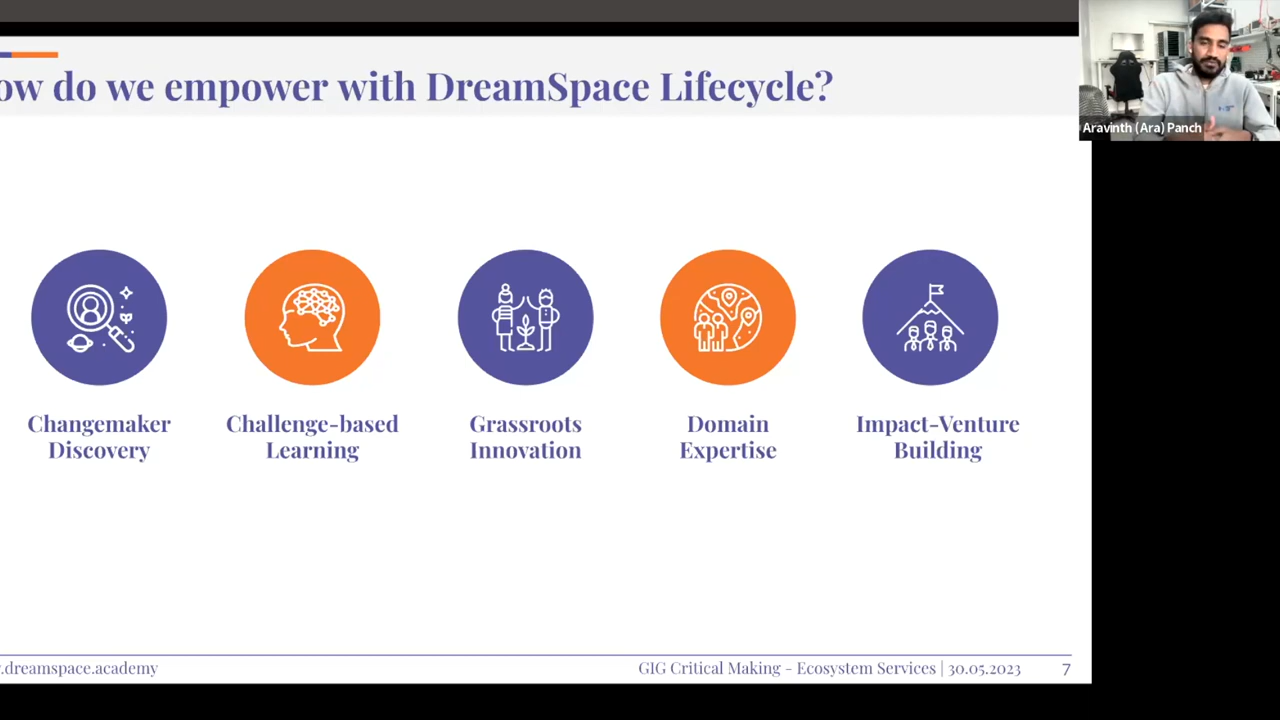 ow do we empower with DreamSpace Lifecycle?
Aravinth (Ara) Panch
Changemaker
Discovery
Challenge-based
Learning
Grassroots
Innovation
Domain
Expertise
Impact-Venture
Building
.dreamspace.academy
GIG Critical Making - Ecosystem Services | 30.05.2023
7